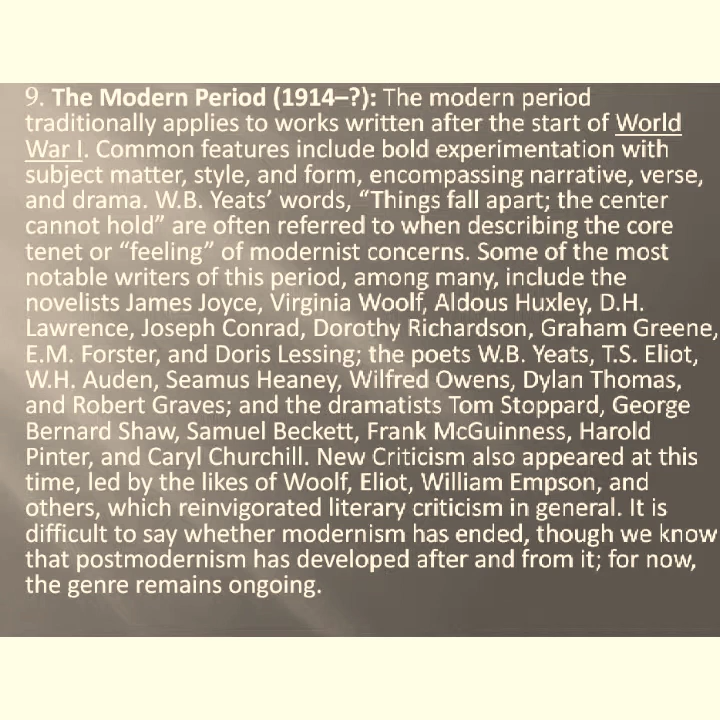 9. The Modern Period (1914–?): The modern period
traditionally applies to works written after the start of World
War I. Common features include bold experimentation with
subject matter, style, and form, encompassing narrative, verse,
and drama. W.B. Yeats’ words, “Things fall apart; the center
cannot hold” are often referred to when describing the core
tenet or “feeling” of modernist concerns. Some of the most
notable writers of this period, among many, include the
novelists James Joyce, Virginia Woolf, Aldous Huxley, D.H.
Lawrence, Joseph Conrad, Dorothy Richardson, Graham Greene,
E.M. Forster, and Doris Lessing; the poets W.B. Yeats, T.S. Eliot,
W.H. Auden, Seamus Heaney, Wilfred Owens, Dylan Thomas,
and Robert Graves; and the dramatists Tom Stoppard, George
Bernard Shaw, Samuel Beckett, Frank McGuinness, Harold
Pinter, and Caryl Churchill. New Criticism also appeared at this
time, led by the likes of Woolf, Eliot, William Empson, and
others, which reinvigorated literary criticism in general. It is
difficult to say whether modernism has ended, though we know
that postmodernism has developed after and from it; for now,
the genre remains ongoing.